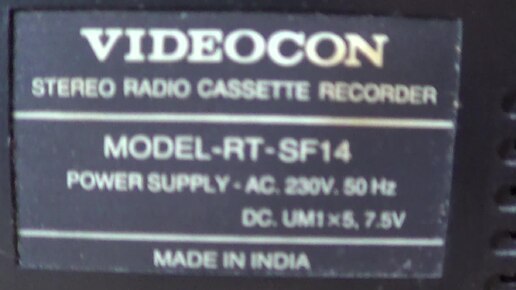 VIDEOCON
STEREO RADIO CASSETTE RECORDER
MODEL-RT-SF14
POWER SUPPLY - AC. 230V. 50 Hz
DC. UM1×5, 7.5V
MADE IN INDIA